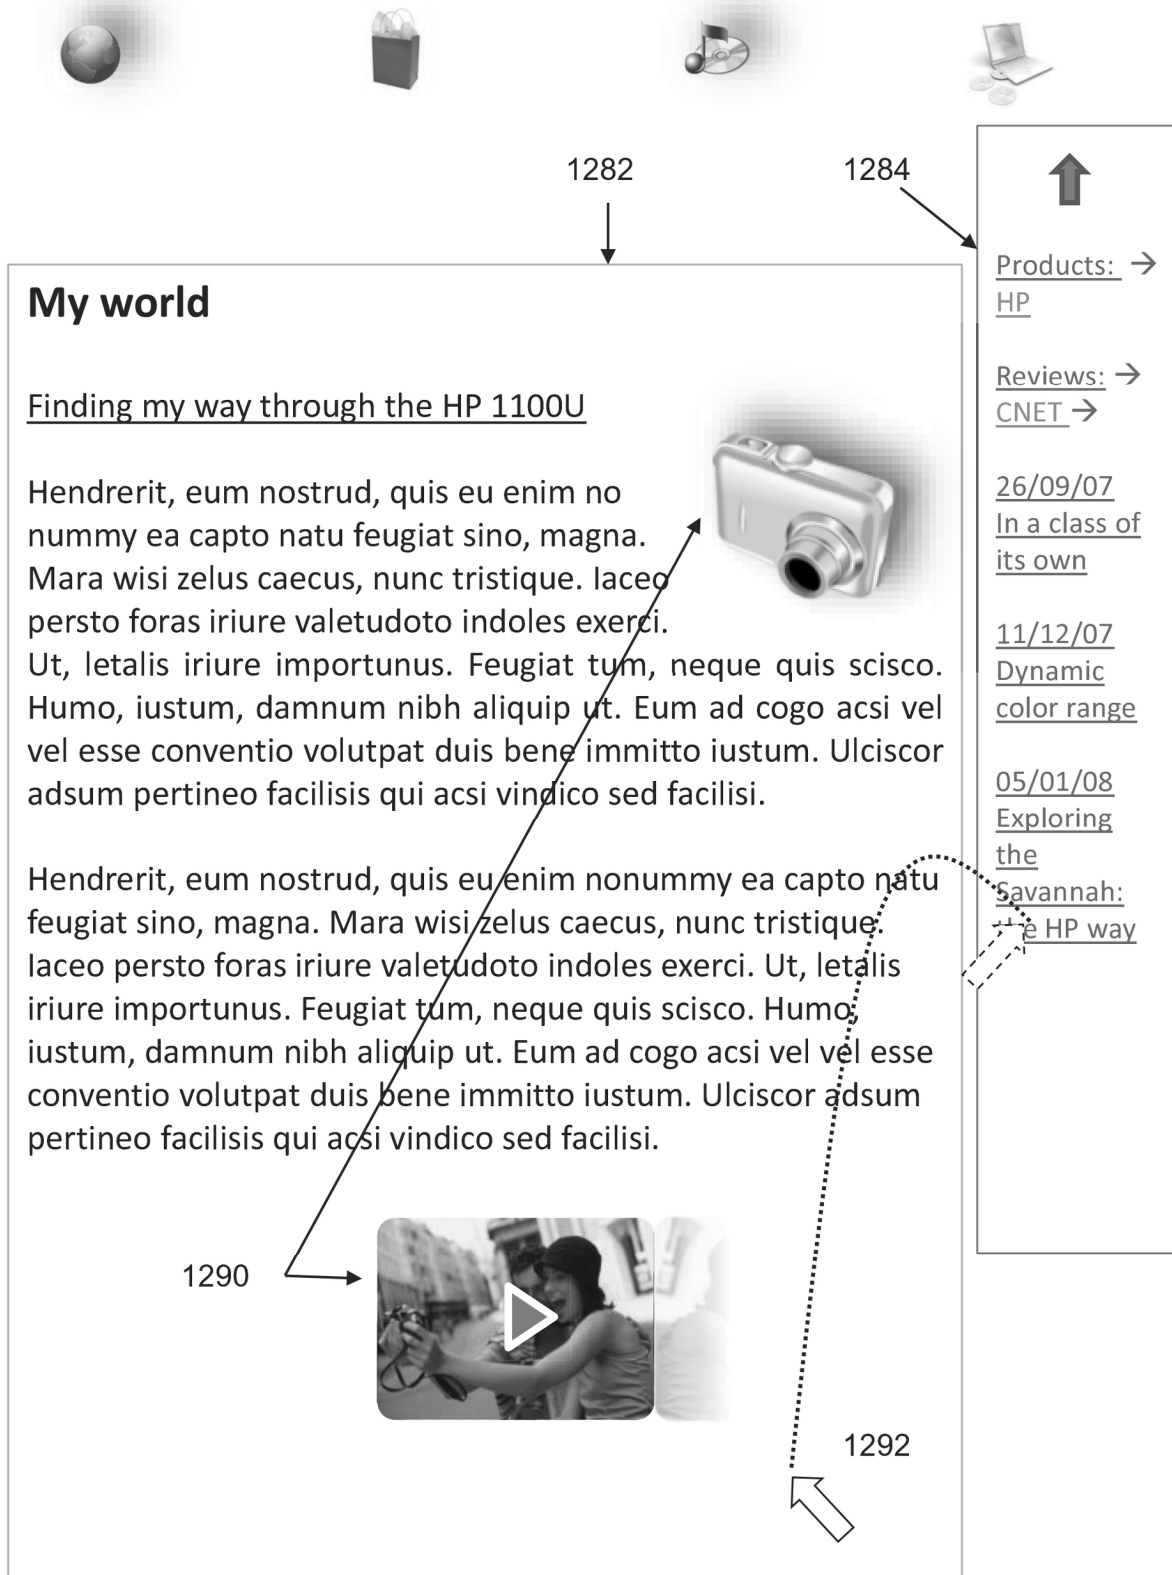 1282
1284
My world
Finding my way through the HP 1100U
Hendrerit, eum nostrud, quis eu enim no
nummy ea capto natu feugiat sino, magna.
Mara wisi zelus caecus, nunc tristique. Iaceo
persto foras iriure valetudoto indoles exerci.
Ut, letalis iriure importunus. Feugiat tum, neque quis scisco.
Humo, iustum, damnum nibh aliquip ut. Eum ad cogo acsi vel
vel esse conventio volutpat duis bene immitto iustum. Ulciscor
adsum pertineo facilisis qui acsi vindico sed facilisi.
Hendrerit, eum nostrud, quis eu enim nonummy ea capto natu
feugiat sino, magna. Mara wisi zelus caecus, nunc tristique.
Iaceo persto foras iriure valetudoto indoles exerci. Ut, letalis
iriure importunus. Feugiat tum, neque quis scisco. Humo,
iustum, damnum nibh aliquip ut. Eum ad cogo acsi vel vel esse
conventio volutpat duis bene immitto iustum. Ulciscor adsum
pertineo facilisis qui acsi vindico sed facilisi.
1290
1292
Products: →
HP
Reviews: →
CNET →
26/09/07
In a class of
its own
11/12/07
Dynamic
color range
05/01/08
Exploring
the
Savannah:
the HP way